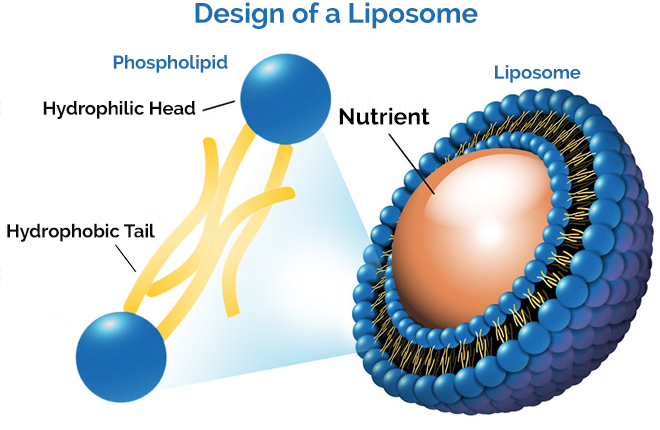 Design of a Liposome
Phospholipid
Liposome
Hydrophilic Head
Nutrient
Hydrophobic Tail